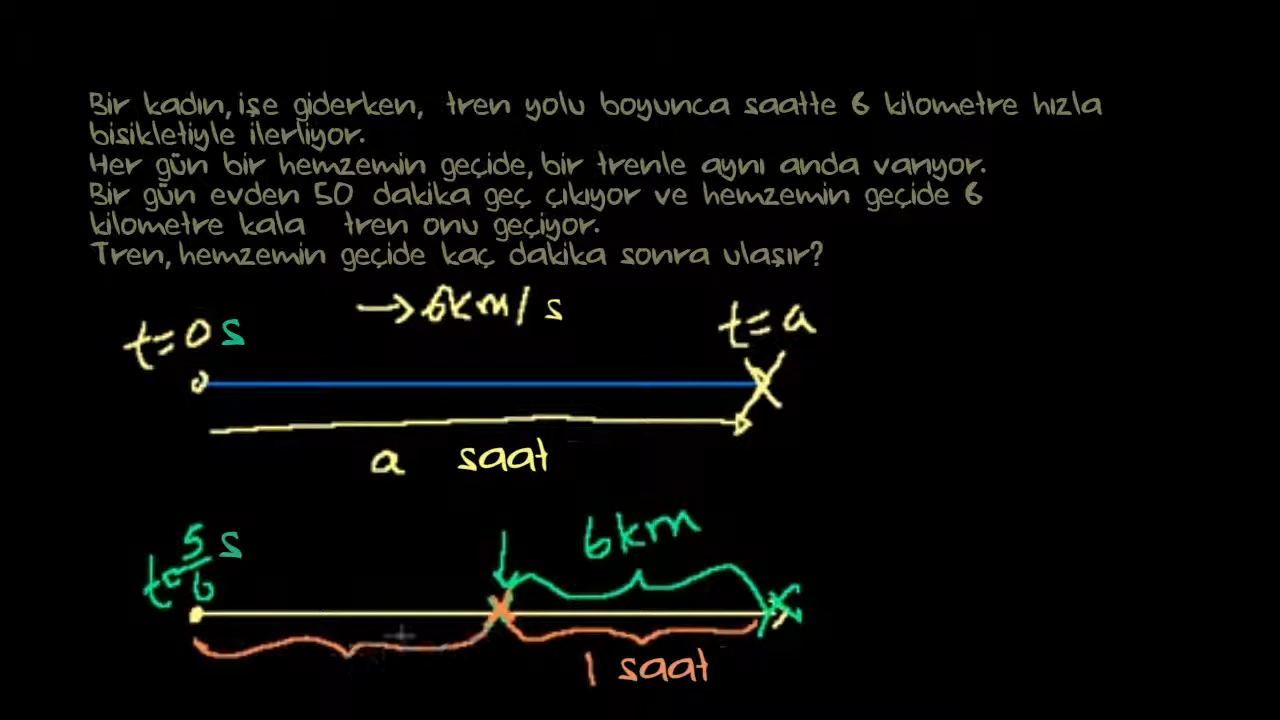 Bir kadın, işe giderken, tren yolu boyunca saatte 6 kilometre hızla
bisikletiyle ilerliyor.
Her gün bir hemzemin geçide, bir trenle aynı anda varıyor.
Bir gün evden 50 dakika geç çıkıyor ve hemzemin geçide 6
kilometre kala tren onu geçiyor.
Tren, hemzemin geçide kaç dakika sonra ulaşır?
→ 6km/s
t=0 s
t=a
a saat
t=5/6 s
6km
1 saat